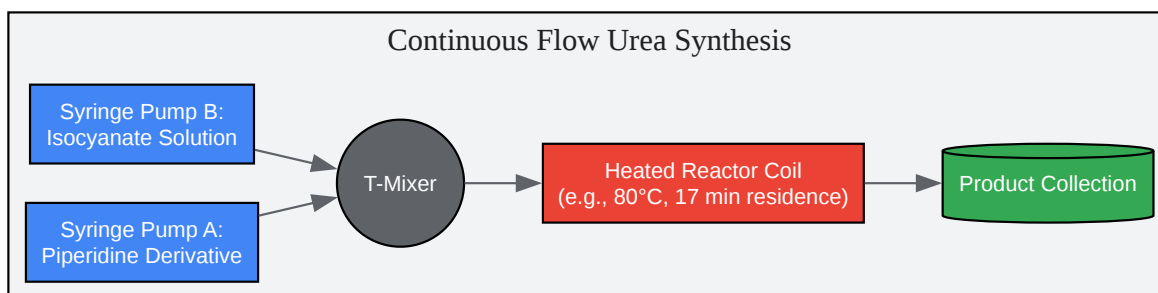 Continuous Flow Urea Synthesis
Syringe Pump B:
Isocyanate Solution
Syringe Pump A:
Piperidine Derivative
T-Mixer
Heated Reactor Coil
(e.g., 80°C, 17 min residence)
Product Collection